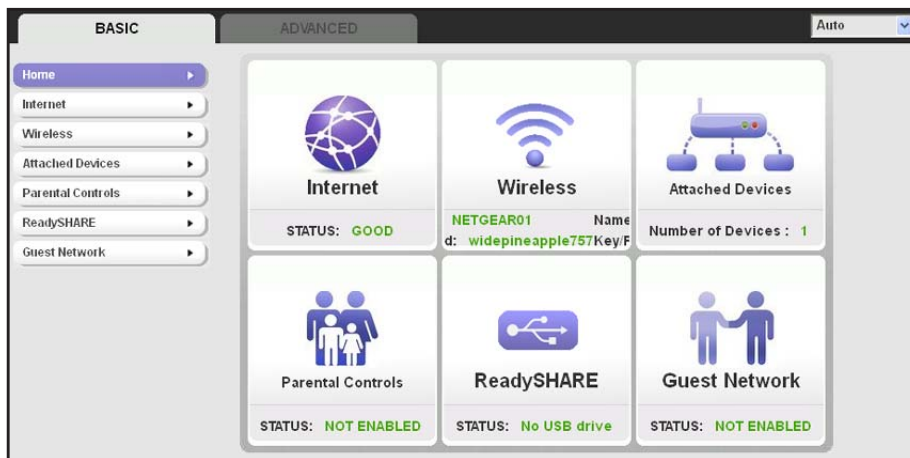 BASIC
ADVANCED
Auto
Home
Internet
Wireless
Attached Devices
Parental Controls
ReadySHARE
Guest Network
Internet
STATUS: GOOD
Wireless
NETGEAR01 Name
d: widepineapple757Key/F
Attached Devices
Number of Devices : 1
Parental Controls
STATUS: NOT ENABLED
ReadySHARE
STATUS: No USB drive
Guest Network
STATUS: NOT ENABLED